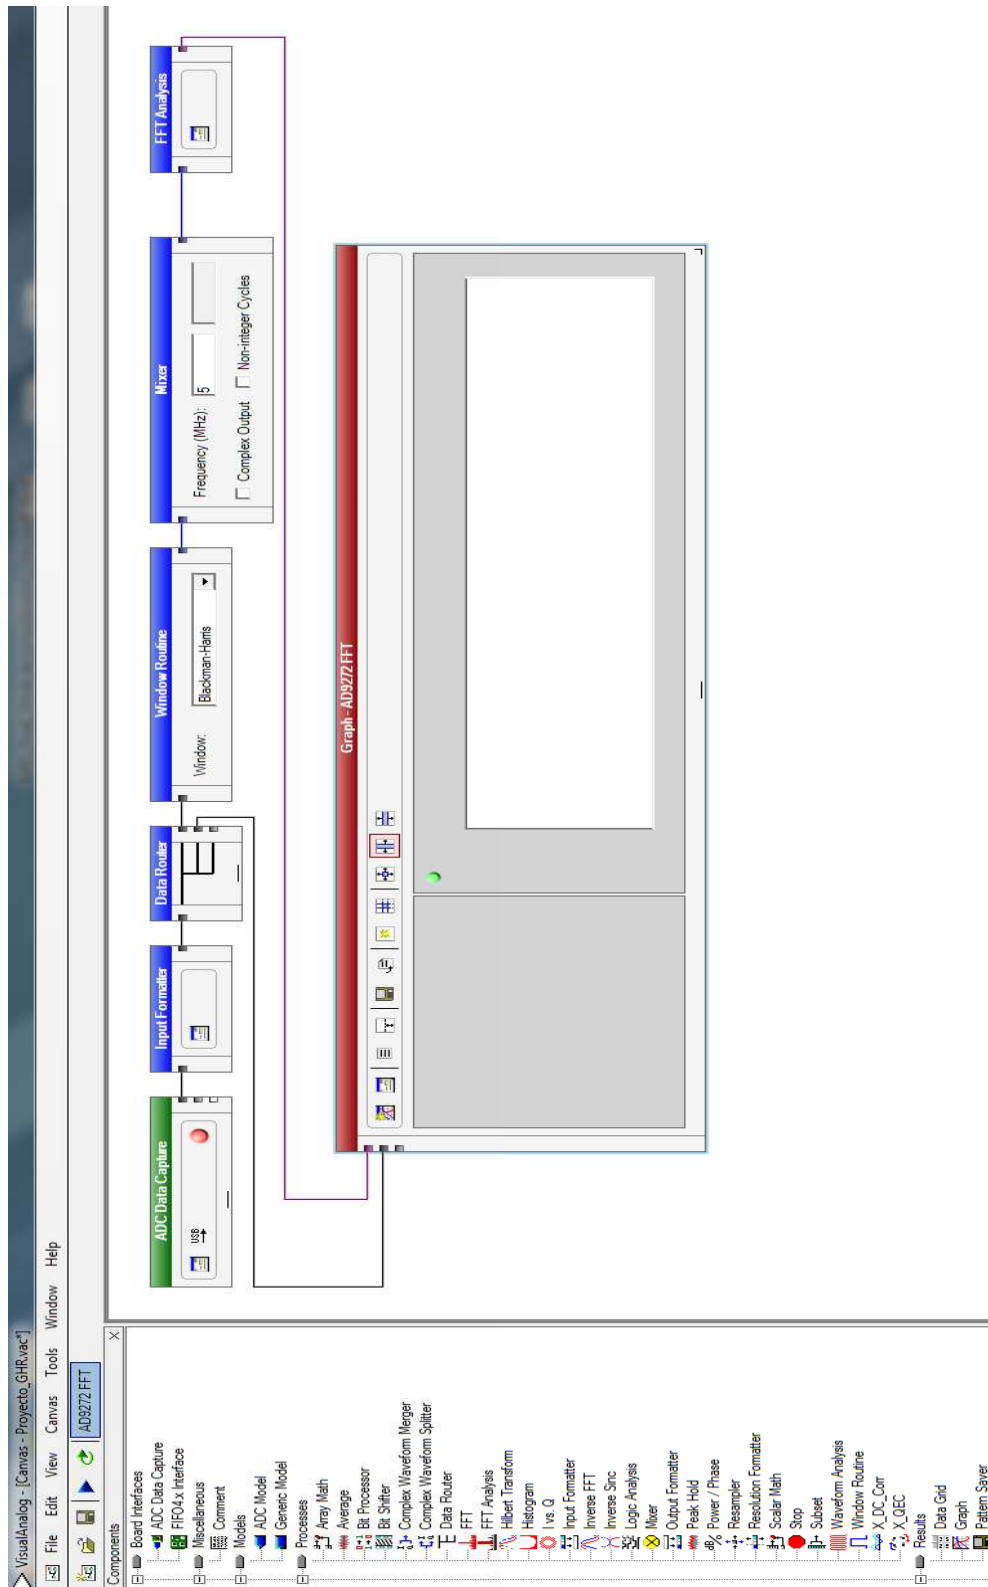 VisualAnalog - [Canvas - Proyecto_GHR.vac*]
File Edit View Canvas Tools Window Help
AD9272 FFT
Components
Board Interfaces
ADC Data Capture
FIFO4.x Interface
Miscellaneous
Comment
Models
ADC Model
Generic Model
Processes
Array Math
Average
Bit Processor
Bit Shifter
Complex Waveform Merger
Complex Waveform Splitter
Data Router
FFT
FFT Analysis
Hilbert Transform
Histogram
I vs. Q
Input Formatter
Inverse FFT
Inverse Sinc
Logic Analysis
Mixer
Output Formatter
Peak Hold
Power / Phase
Resampler
Resolution Formatter
Scalar Math
Stop
Subset
Waveform Analysis
Window Routine
X_DC_Corr
X_QEC
Results
Data Grid
Graph
Pattern Saver
ADC Data Capture
USB
Input Formatter
Data Router
Window Routine
Window: Blackman-Harris
Mixer
Frequency (MHz): 5
Complex Output Non-integer Cycles
FFT Analysis
Graph - AD9272 FFT